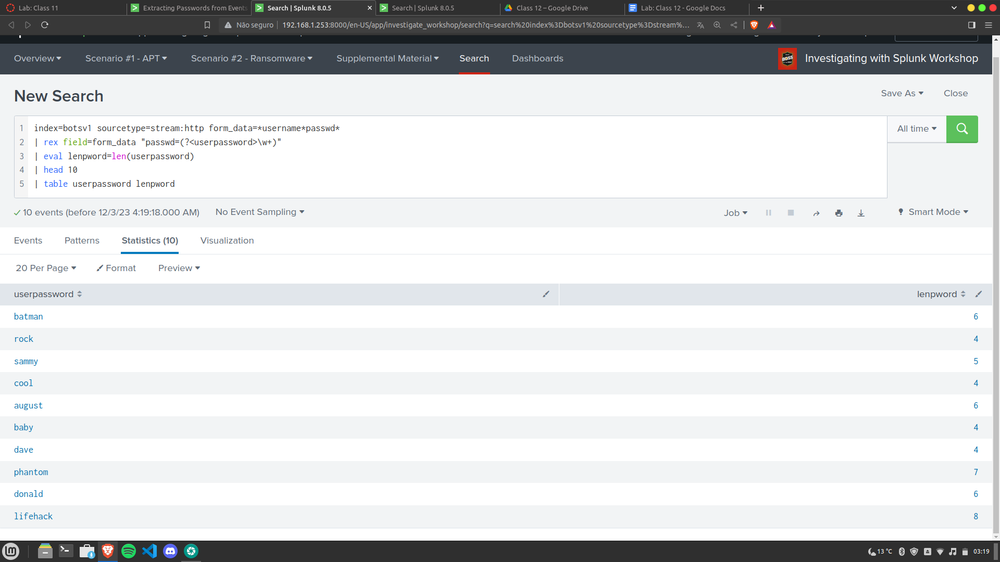 Lab: Class 11
Extracting Passwords from Events
Search | Splunk 8.0.5
Search | Splunk 8.0.5
Class 12 – Google Drive
Lab: Class 12 - Google Docs
Não seguro
192.168.1.253:8000/en-US/app/investigate_workshop/search?q=search%20index%3Dbotsv1%20sourcetype%3Dstream%...
Overview
Scenario #1 - APT
Scenario #2 - Ransomware
Supplemental Material
Search
Dashboards
BOSS
Investigating with Splunk Workshop
New Search
Save As
Close
1 index=botsv1 sourcetype=stream:http form_data=*username*passwd*
2 | rex field=form_data "passwd=(?<userpassword>\w+)"
3 | eval lenpword=len(userpassword)
4 | head 10
5 | table userpassword lenpword
All time
10 events (before 12/3/23 4:19:18.000 AM)
No Event Sampling
Job
Smart Mode
Events
Patterns
Statistics (10)
Visualization
20 Per Page
Format
Preview
userpassword lenpword
batman 6
rock 4
sammy 5
cool 4
august 6
baby 4
dave 4
phantom 7
donald 6
lifehack 8
13 °C
03:19